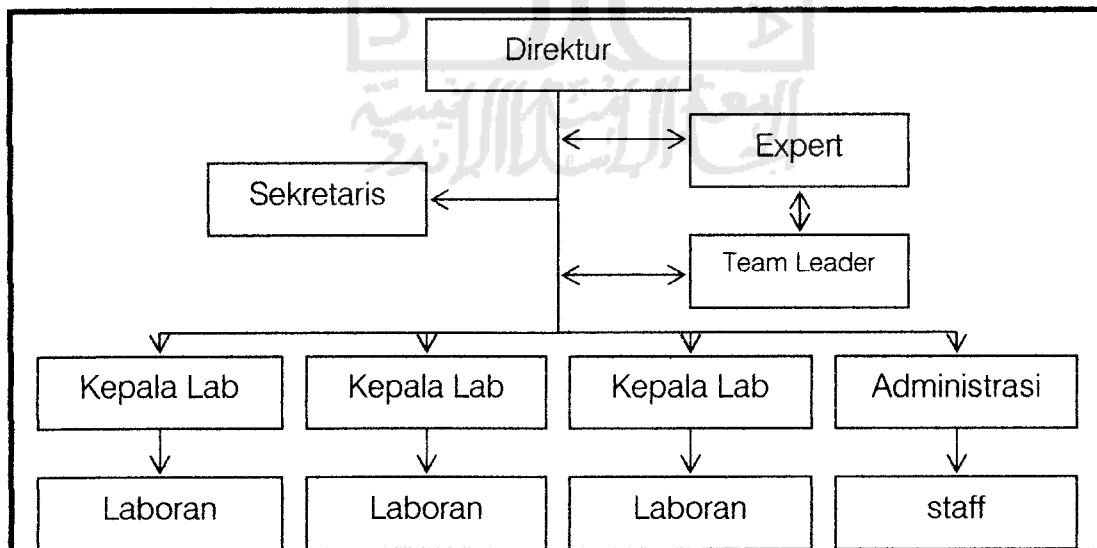 Direktur
Expert
Sekretaris
Team Leader
Kepala Lab
Kepala Lab
Kepala Lab
Administrasi
Laboran
Laboran
Laboran
staff